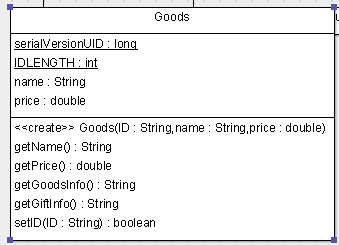 Goods
serialVersionUID : long
IDLENGTH : int
name : String
price : double
<<create>> Goods(ID : String,name : String,price : double)
getName() : String
getPrice() : double
getGoodsInfo() : String
getGiftInfo() : String
setID(ID : String) : boolean